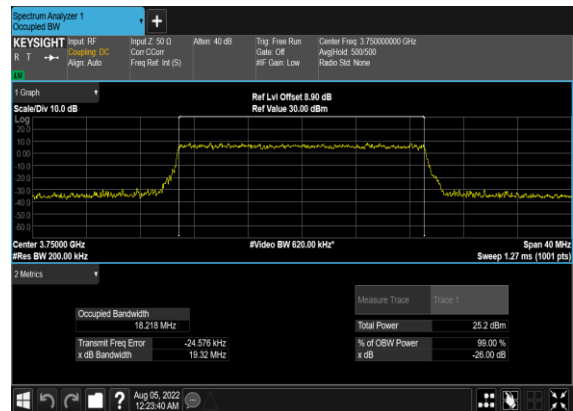 Spectrum Analyzer 1
Occupied BW
+
KEYSIGHT
R T
LU
Input: RF
Coupling: DC
Align: Auto
Input Z: 50 Ω
Corr CCorr
Freq Ref: Int (S)
Atten: 40 dB
Trig: Free Run
Gate: Off
#IF Gain: Low
Center Freq: 3.750000000 GHz
Avg|Hold: 500/500
Radio Std: None
1 Graph
Scale/Div 10.0 dB
Ref Lvl Offset 8.90 dB
Ref Value 30.00 dBm
Log
20.0
10.0
0.00
-10.0
-20.0
-30.0
-40.0
-50.0
-60.0
Center 3.75000 GHz
#Res BW 200.00 kHz
#Video BW 620.00 kHz*
Span 40 MHz
Sweep 1.27 ms (1001 pts)
2 Metrics
Measure Trace Trace 1
Occupied Bandwidth
18.218 MHz
Total Power 25.2 dBm
Transmit Freq Error -24.576 kHz
% of OBW Power 99.00 %
x dB Bandwidth 19.32 MHz
x dB -26.00 dB
?
Aug 05, 2022
12:23:40 AM